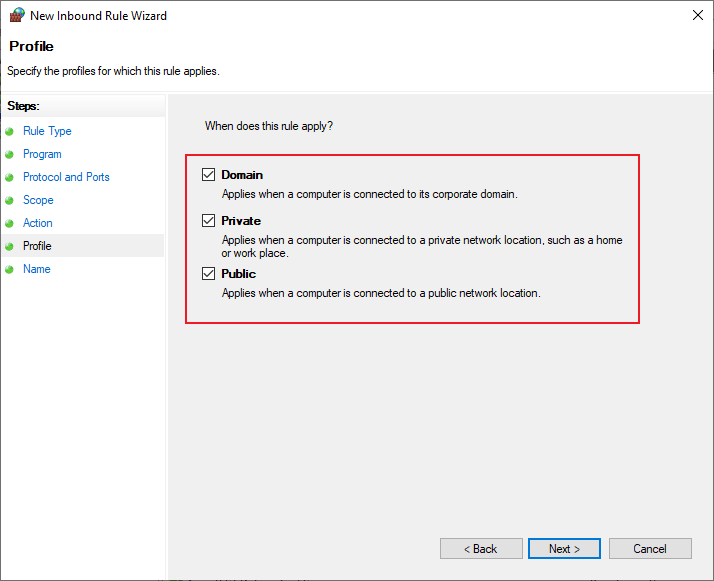 New Inbound Rule Wizard
Profile
Specify the profiles for which this rule applies.
Steps:
Rule Type
Program
Protocol and Ports
Scope
Action
Profile
Name
When does this rule apply?
Domain
Applies when a computer is connected to its corporate domain.
Private
Applies when a computer is connected to a private network location, such as a home
or work place.
Public
Applies when a computer is connected to a public network location.
< Back
Next >
Cancel